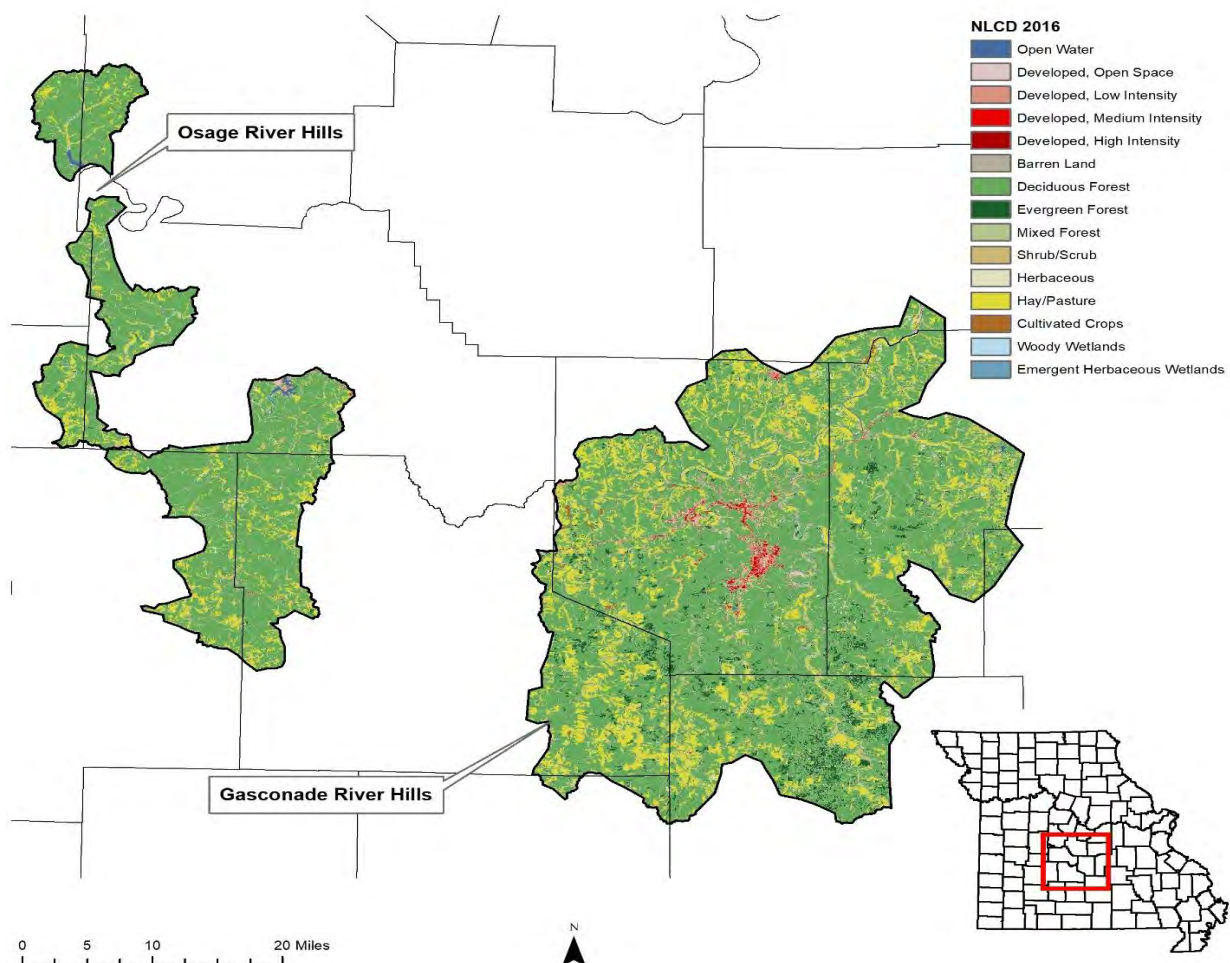 NLCD 2016
Open Water
Developed, Open Space
Developed, Low Intensity
Developed, Medium Intensity
Developed, High Intensity
Barren Land
Deciduous Forest
Evergreen Forest
Mixed Forest
Shrub/Scrub
Herbaceous
Hay/Pasture
Cultivated Crops
Woody Wetlands
Emergent Herbaceous Wetlands
Osage River Hills
Gasconade River Hills
0 5 10 20 Miles
N